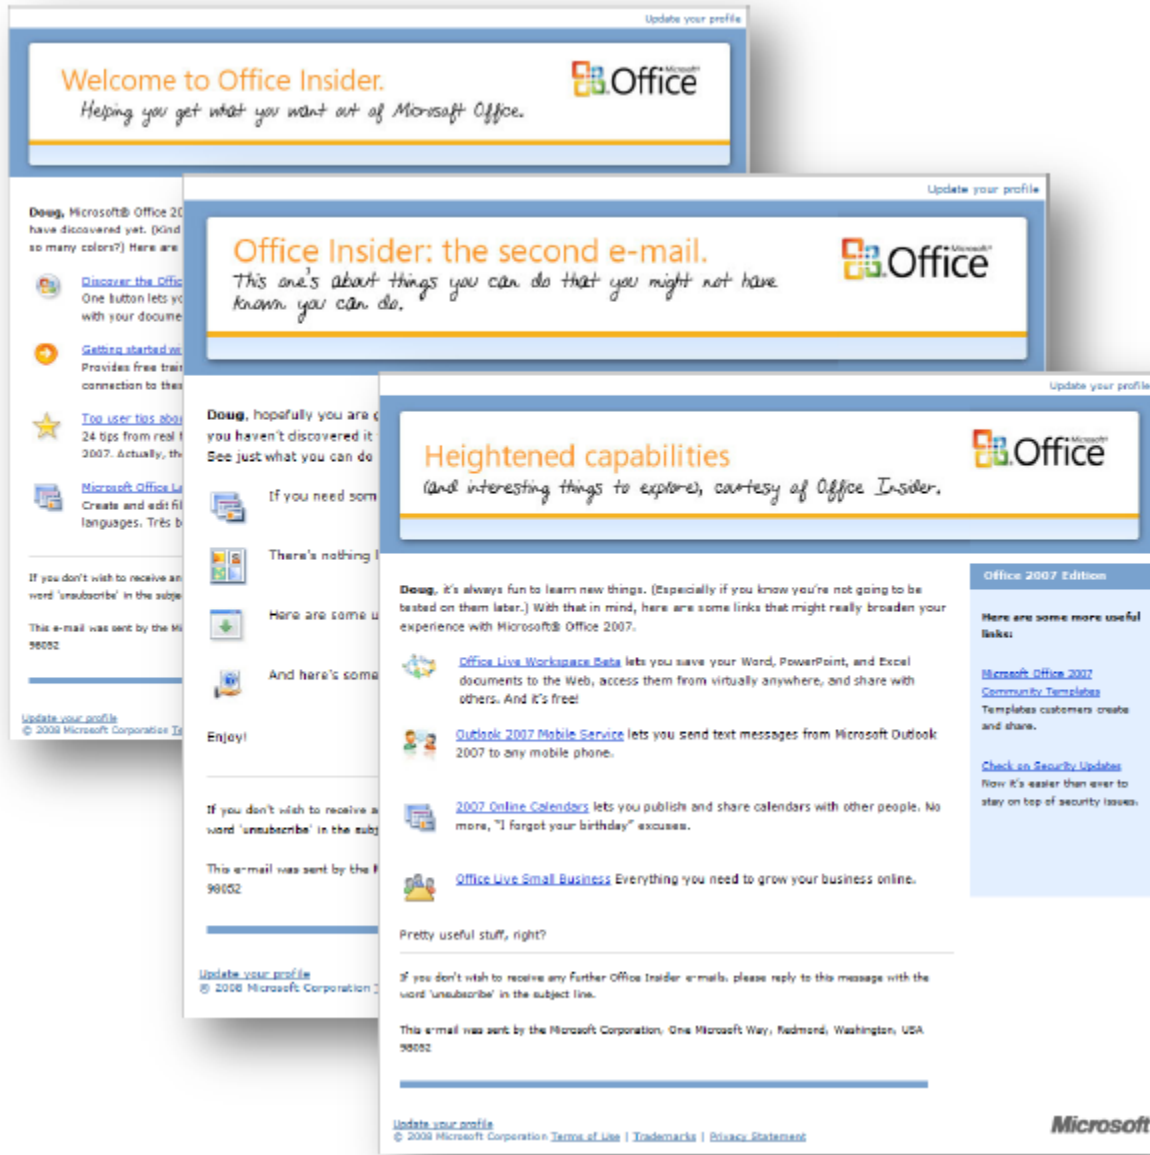 Update your profile
Welcome to Office Insider.
Helping you get what you want out of Microsoft Office.
Microsoft®
Office
Doug, Microsoft® Office 20
have discovered yet. (Kind
so many colors?) Here are
Discover the Offic
One button lets yo
with your docume
Getting started wi
Provides free train
connection to thes
Top user tips abou
24 tips from real
2007. Actually, th
Microsoft Office La
Create and edit fil
languages. Très b
If you don't wish to receive an
word 'unsubscribe' in the subje
This e-mail was sent by the Mi
98052
Update your profile
© 2008 Microsoft Corporation Te
Update your profile
Office Insider: the second e-mail.
This one's about things you can do that you might not have
known you can do.
Microsoft®
Office
Doug, hopefully you are
you haven't discovered it
See just what you can do
If you need som
There's nothing l
Here are some u
And here's some
Enjoy!
If you don't wish to receive a
word 'unsubscribe' in the subj
This e-mail was sent by the M
98052
Update your profile
© 2008 Microsoft Corporation
Update your profile
Heightened capabilities
(and interesting things to explore), courtesy of Office Insider.
Microsoft®
Office
Doug, it's always fun to learn new things. (Especially if you know you're not going to be
tested on them later.) With that in mind, here are some links that might really broaden your
experience with Microsoft® Office 2007.
Office Live Workspace Beta lets you save your Word, PowerPoint, and Excel
documents to the Web, access them from virtually anywhere, and share with
others. And it's free!
Outlook 2007 Mobile Service lets you send text messages from Microsoft Outlook
2007 to any mobile phone.
2007 Online Calendars lets you publish and share calendars with other people. No
more, "I forgot your birthday" excuses.
Office Live Small Business Everything you need to grow your business online.
Pretty useful stuff, right?
If you don't wish to receive any further Office Insider e-mails, please reply to this message with the
word 'unsubscribe' in the subject line.
This e-mail was sent by the Microsoft Corporation, One Microsoft Way, Redmond, Washington, USA
98052
Office 2007 Edition
Here are some more useful
links:
Microsoft Office 2007
Community Templates
Templates customers create
and share.
Check on Security Updates
Now it's easier than ever to
stay on top of security issues.
Update your profile
© 2008 Microsoft Corporation Terms of Use | Trademarks | Privacy Statement
Microsoft